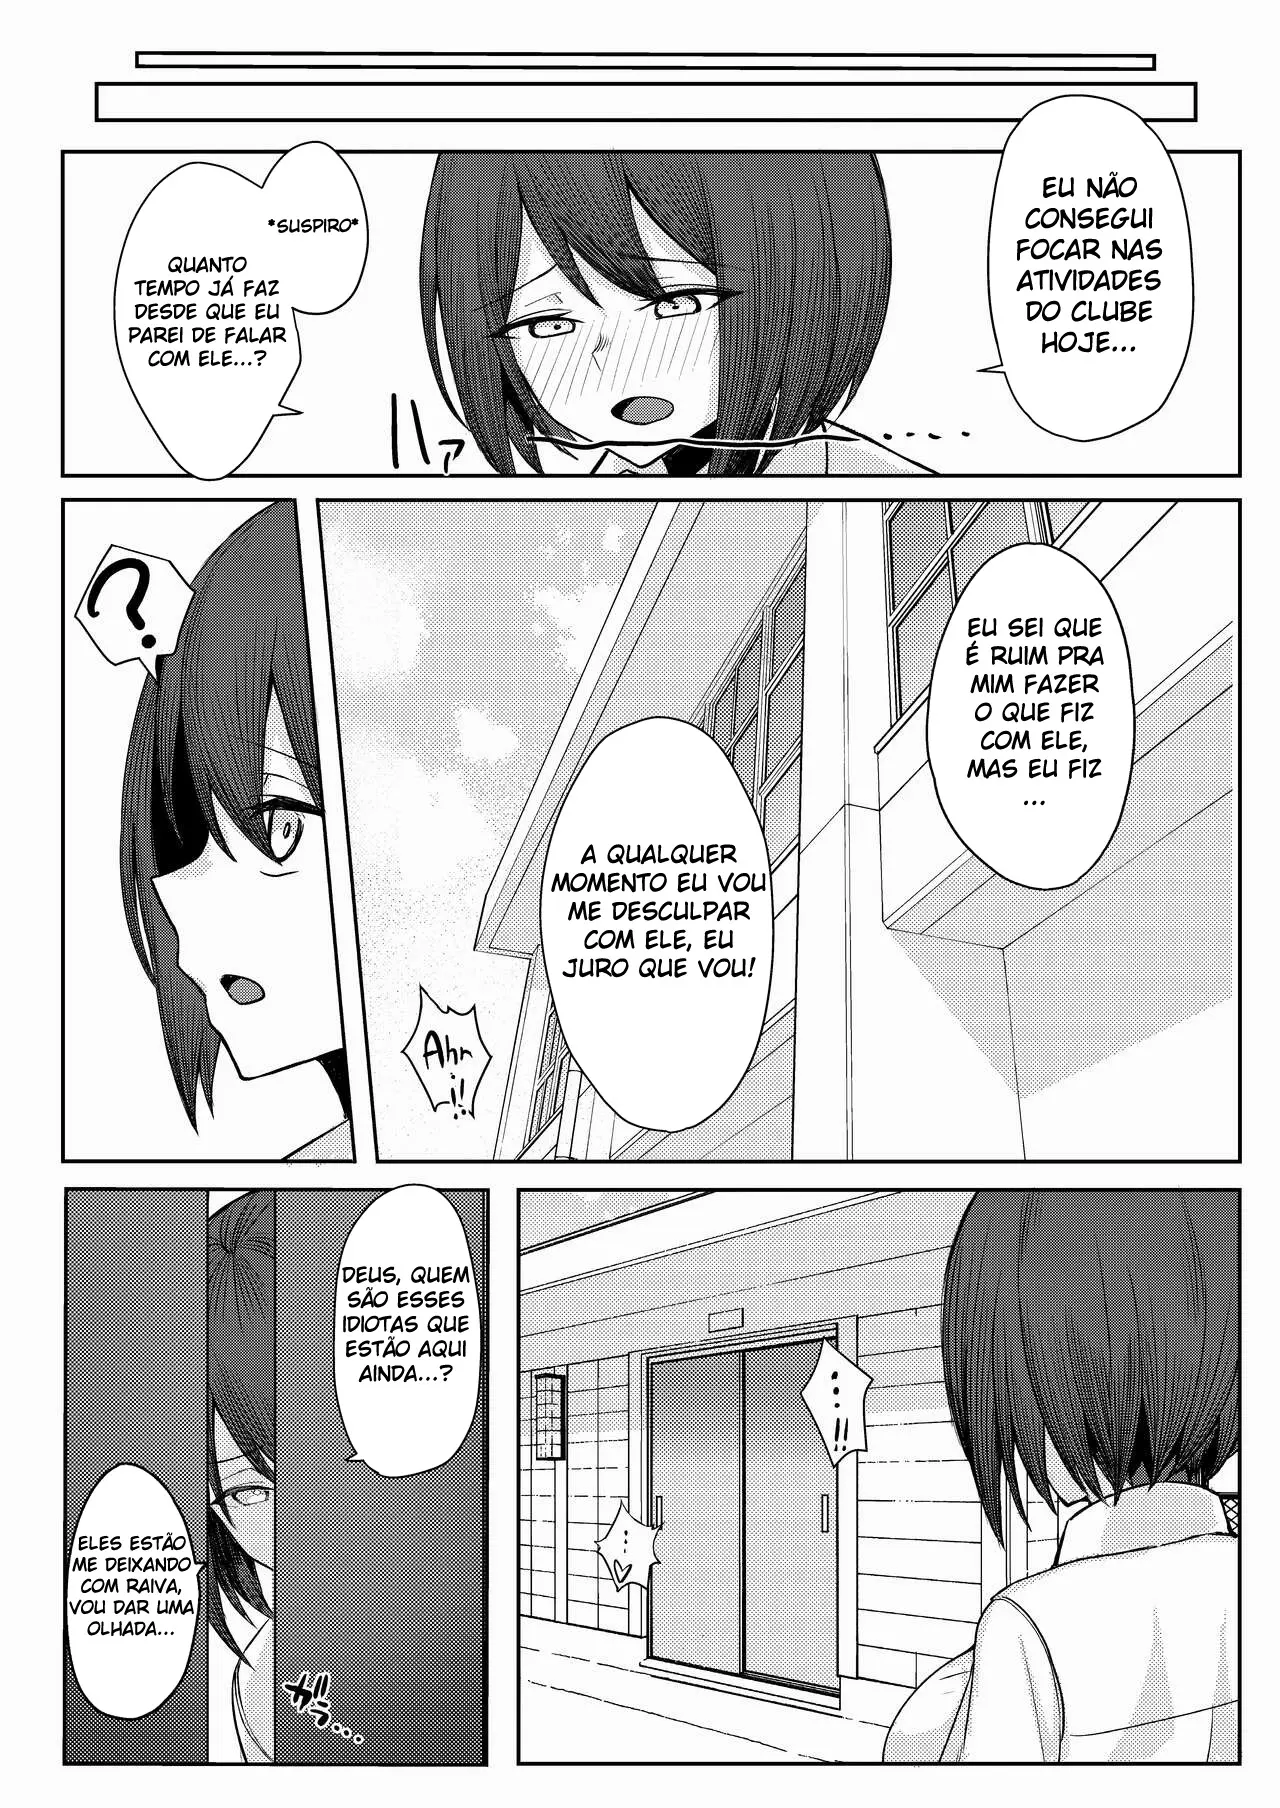 EU NÃO
CONSEGUI
FOCAR NAS
ATIVIDADES
DO CLUBE
HOJE...
*SUSPIRO*
QUANTO
TEMPO JÁ FAZ
DESDE QUE EU
PAREI DE FALAR
COM ELE...?
ハァ
....
EU SEI QUE
É RUIM PRA
MIM FAZER
O QUE FIZ
COM ELE,
MAS EU FIZ
...
A QUALQUER
MOMENTO EU VOU
ME DESCULPAR
COM ELE, EU
JURO QUE VOU!
Ahn
...!!
?
...!!
...♡
DEUS, QUEM
SÃO ESSES
IDIOTAS QUE
ESTÃO AQUI
AINDA...?
ELES ESTÃO
ME DEIXANDO
COM RAIVA,
VOU DAR UMA
OLHADA...
ガラ...